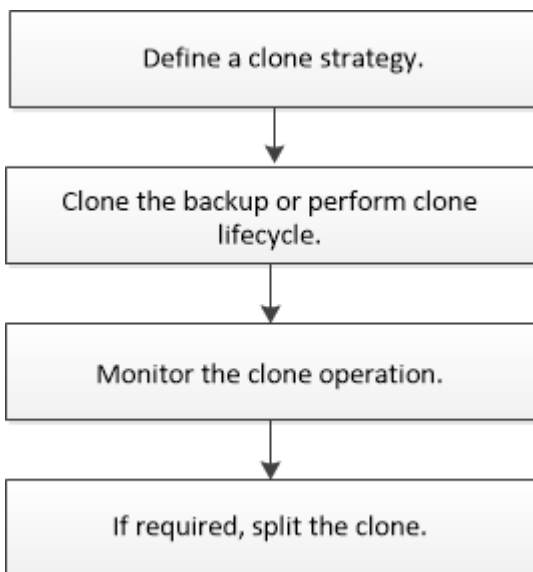 Define a clone strategy.
Clone the backup or perform clone
lifecycle.
Monitor the clone operation.
If required, split the clone.